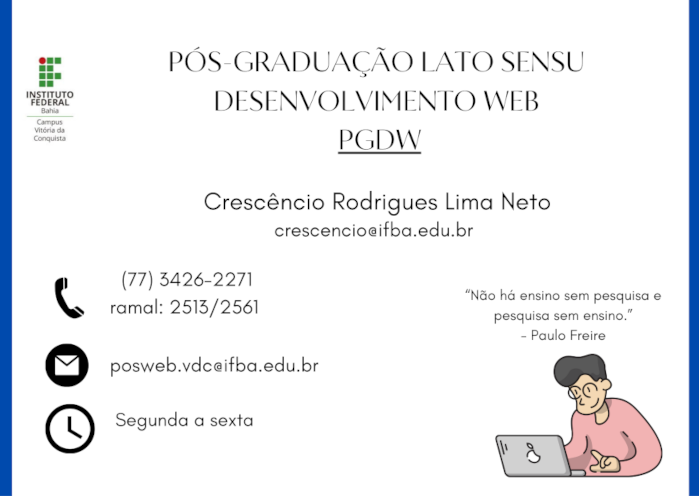 PÓS-GRADUAÇÃO LATO SENSU
DESENVOLVIMENTO WEB
PGDW
INSTITUTO
FEDERAL
Bahia
Campus
Vitória da
Conquista
Crescêncio Rodrigues Lima Neto
crescencio@ifba.edu.br
(77) 3426-2271
ramal: 2513/2561
"Não há ensino sem pesquisa e
pesquisa sem ensino."
- Paulo Freire
posweb.vdc@ifba.edu.br
Segunda a sexta